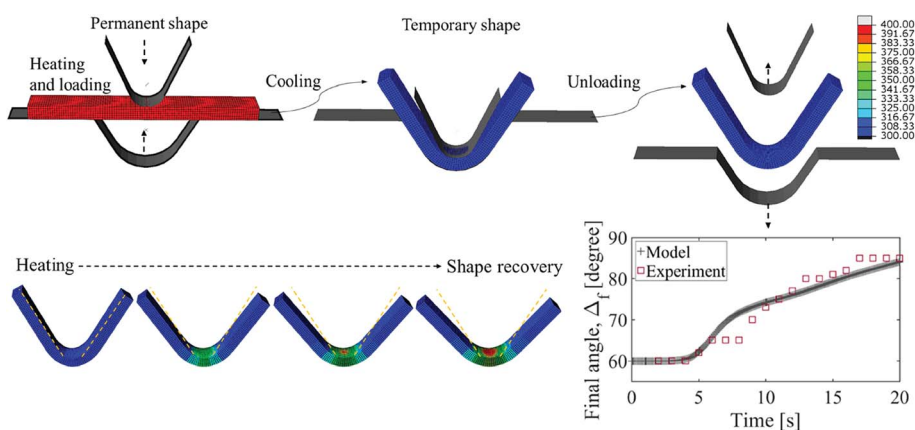 Permanent shape
Heating
and loading
Cooling
Temporary shape
Unloading
400.00
391.67
383.33
375.00
366.67
358.33
350.00
341.67
333.33
325.00
316.67
308.33
300.00
Heating
Shape recovery
Final angle, Δf [degree]
90
80
70
60
Model
Experiment
0 5 10 15 20
Time [s]